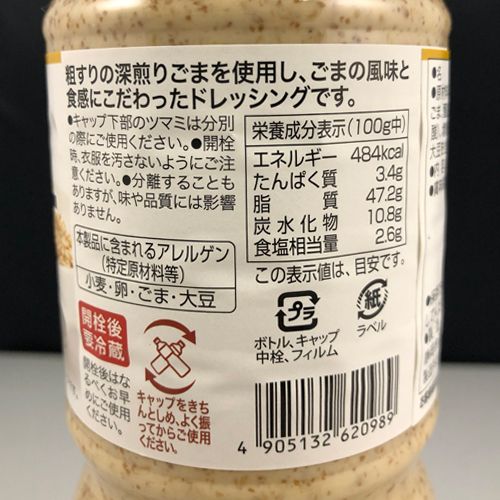 粗ずりの深煎りごまを使用し、ごまの風味と
食感にこだわったドレッシングです。
●キャップ下部のツマミは分別
の際にご使用ください。●開栓
時、衣服を汚さないようにご注
意ください。●分離することも
ありますが、味や品質には影響
ありません。
本製品に含まれるアレルゲン
(特定原材料等)
小麦・卵・ごま・大豆
栄養成分表示(100g中)
エネルギー 484kcal
たんぱく質 3.4g
脂質 47.2g
炭水化物 10.8g
食塩相当量 2.6g
この表示値は、目安です。
プラ
ボトル、キャップ
中栓、フィルム
紙
ラベル
開栓後
要冷蔵
開栓後はな
るべくお早
めにご使用
ください。
キャップをきち
んとしめ、よく振
ってからご使用
ください。
4 905132 620989